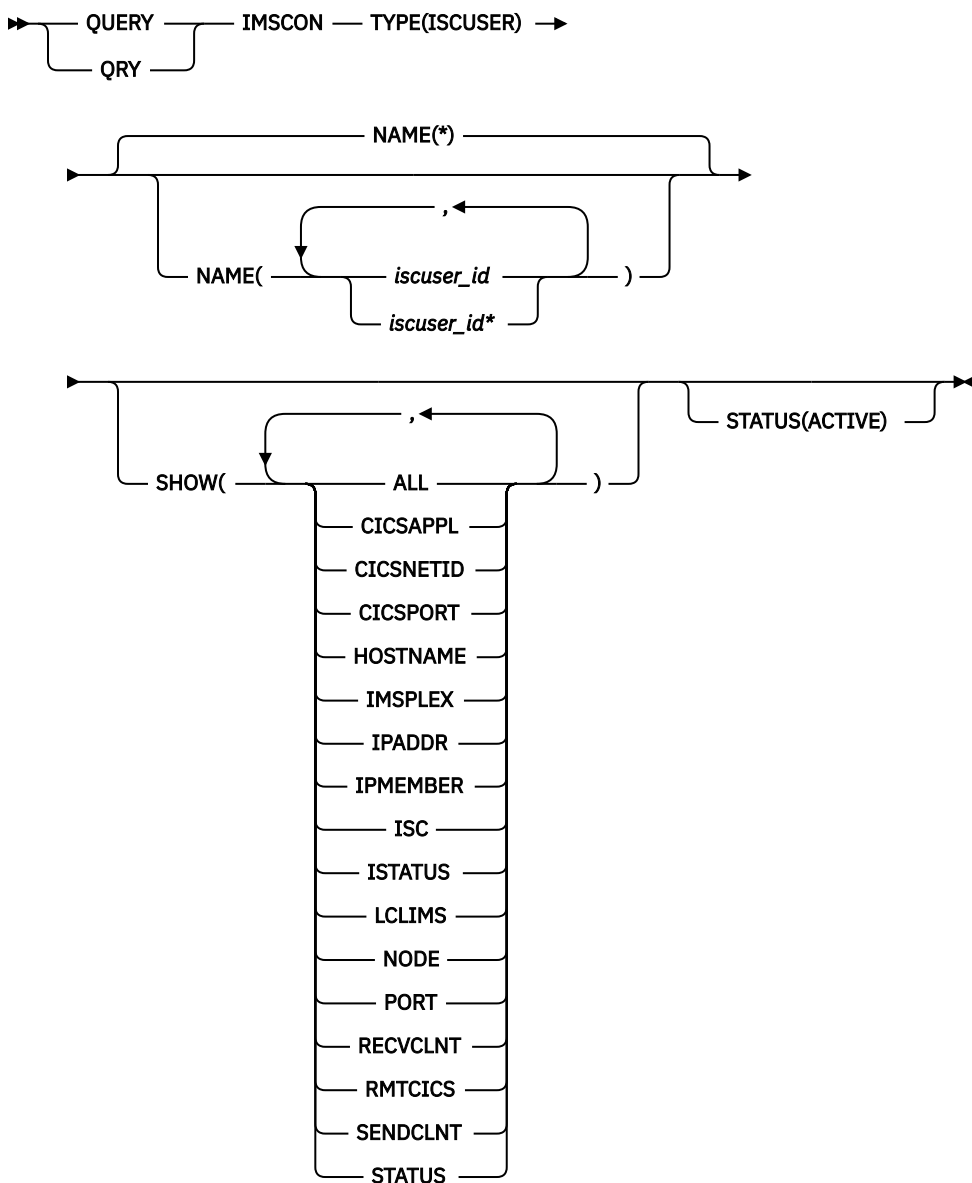 QUERY IMSCON TYPE(ISCUSER)
QRY
NAME(*)
,
NAME( iscuser_id )
iscuser_id*
,
STATUS(ACTIVE)
SHOW( ALL )
CICSAPPL
CICSNETID
CICSPORT
HOSTNAME
IMSPLEX
IPADDR
IPMEMBER
ISC
ISTATUS
LCLIMS
NODE
PORT
RECVCLNT
RMTCICS
SENDCLNT
STATUS